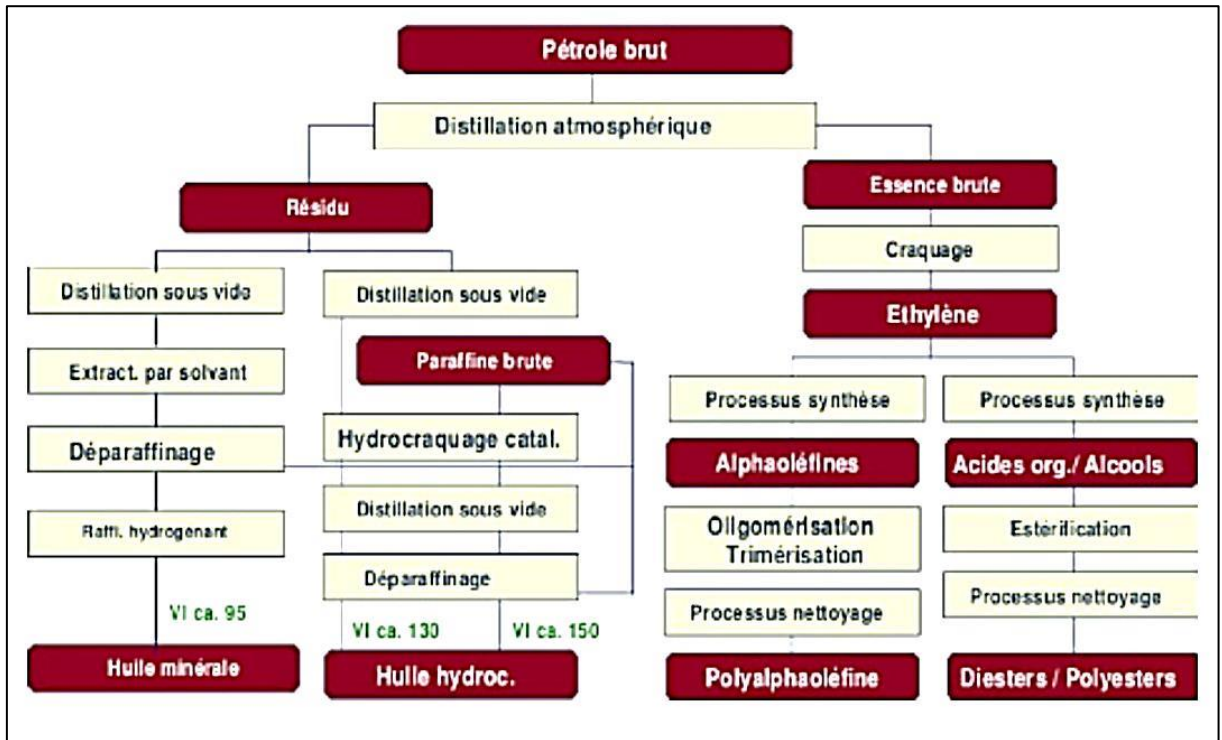 Pétrole brut
Distillation atmosphérique
Essence brute
Résidu
Craquage
Distillation sous vide
Distillation sous vide
Ethylène
Extract. par solvant
Paraffine brute
Processus synthèse
Processus synthèse
Déparaffinage
Hydrocraquage catal.
Alphaoléfines
Acides org./ Alcools
Raffi. hydrogenant
Distillation sous vide
Oligomérisation
Trimérisation
Estérification
Déparaffinage
Processus nettoyage
Processus nettoyage
VI ca. 95
VI ca. 130
VI ca. 150
Huile minérale
Huile hydroc.
Polyalphaoléfine
Diesters / Polyesters